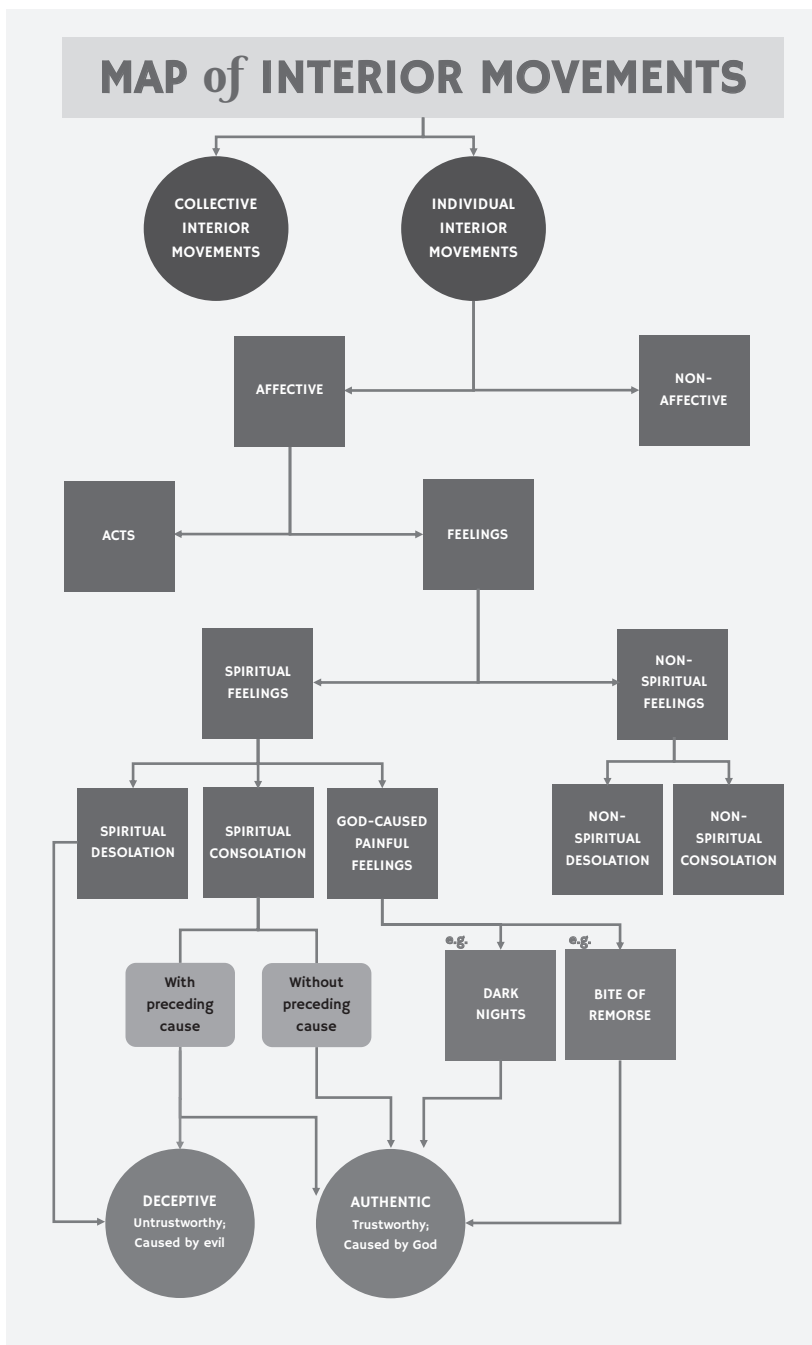 MAP of INTERIOR MOVEMENTS
COLLECTIVE
INTERIOR
MOVEMENTS
INDIVIDUAL
INTERIOR
MOVEMENTS
AFFECTIVE
NON-
AFFECTIVE
ACTS
FEELINGS
SPIRITUAL
FEELINGS
NON-
SPIRITUAL
FEELINGS
SPIRITUAL
DESOLATION
SPIRITUAL
CONSOLATION
GOD-CAUSED
PAINFUL
FEELINGS
NON-
SPIRITUAL
DESOLATION
NON-
SPIRITUAL
CONSOLATION
With
preceding
cause
Without
preceding
cause
e.g.
DARK
NIGHTS
e.g.
BITE OF
REMORSE
DECEPTIVE
Untrustworthy;
Caused by evil
AUTHENTIC
Trustworthy;
Caused by God